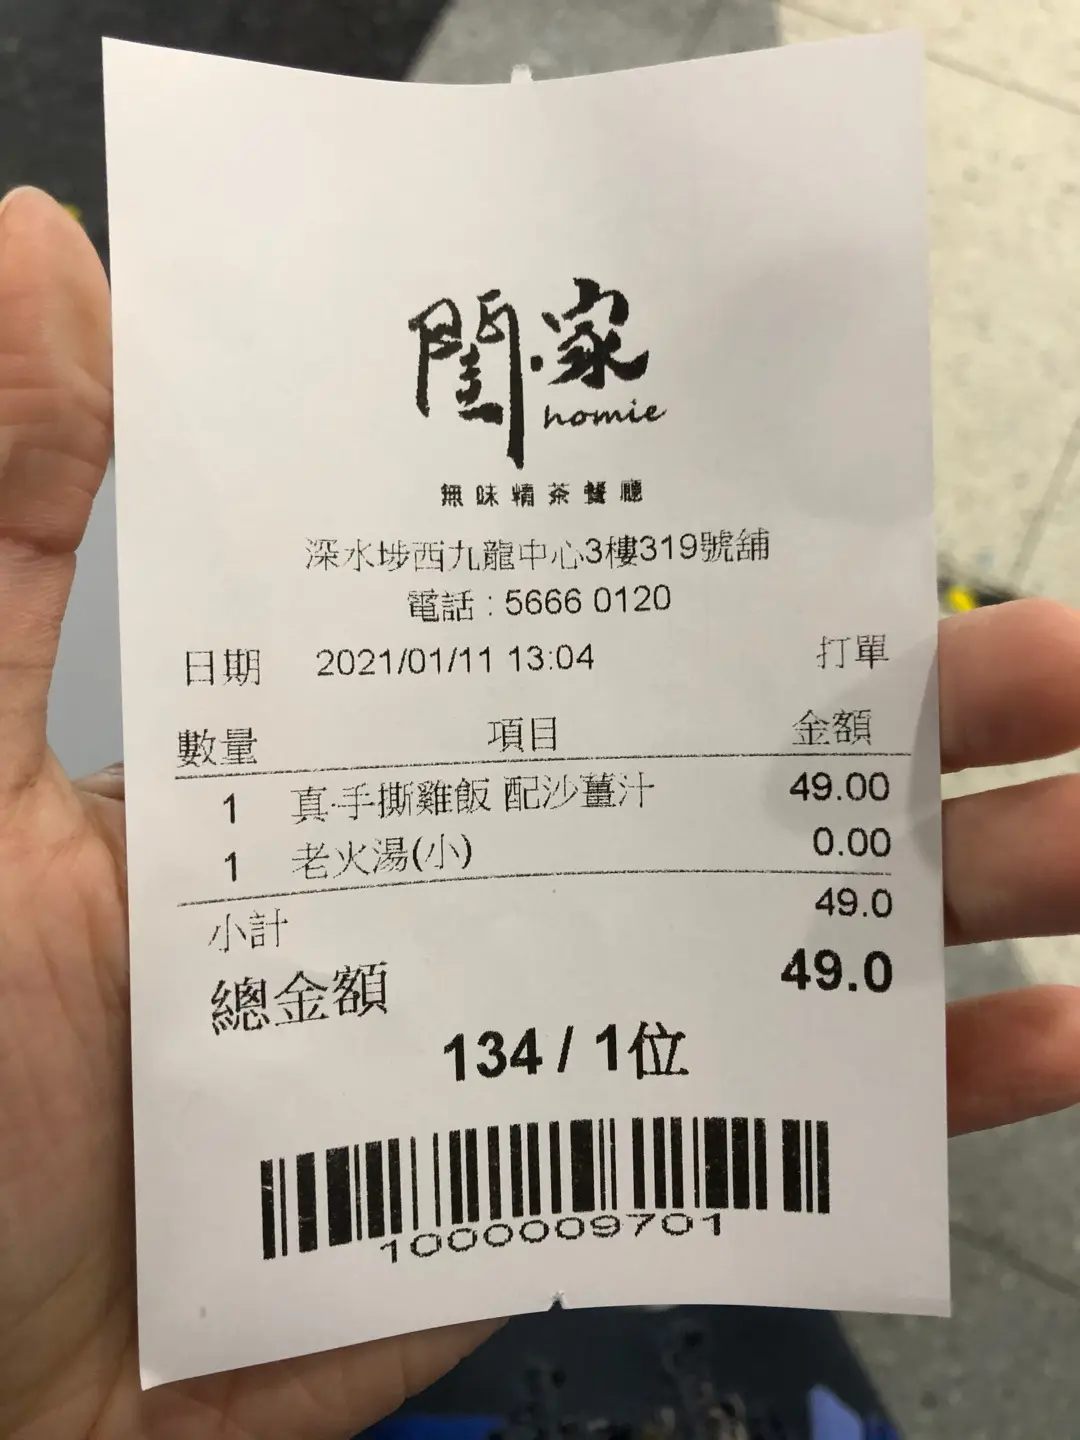 閨·家
homie
無味精茶餐廳
深水埗西九龍中心3樓319號舖
電話：5666 0120
日期 2021/01/11 13:04 打單
數量 項目 金額
1 真·手撕雞飯 配沙薑汁 49.00
1 老火湯(小) 0.00
小計 49.0
總金額 49.0
134 / 1位
1000009701